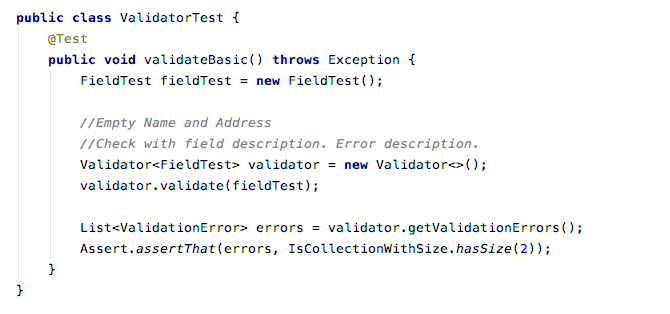 public class ValidatorTest {
@Test
public void validateBasic() throws Exception {
FieldTest fieldTest = new FieldTest();
//Empty Name and Address
//Check with field description. Error description.
Validator<FieldTest> validator = new Validator<>();
validator.validate(fieldTest);
List<ValidationError> errors = validator.getValidationErrors();
Assert.assertThat(errors, IsCollectionWithSize.hasSize(2));
}
}